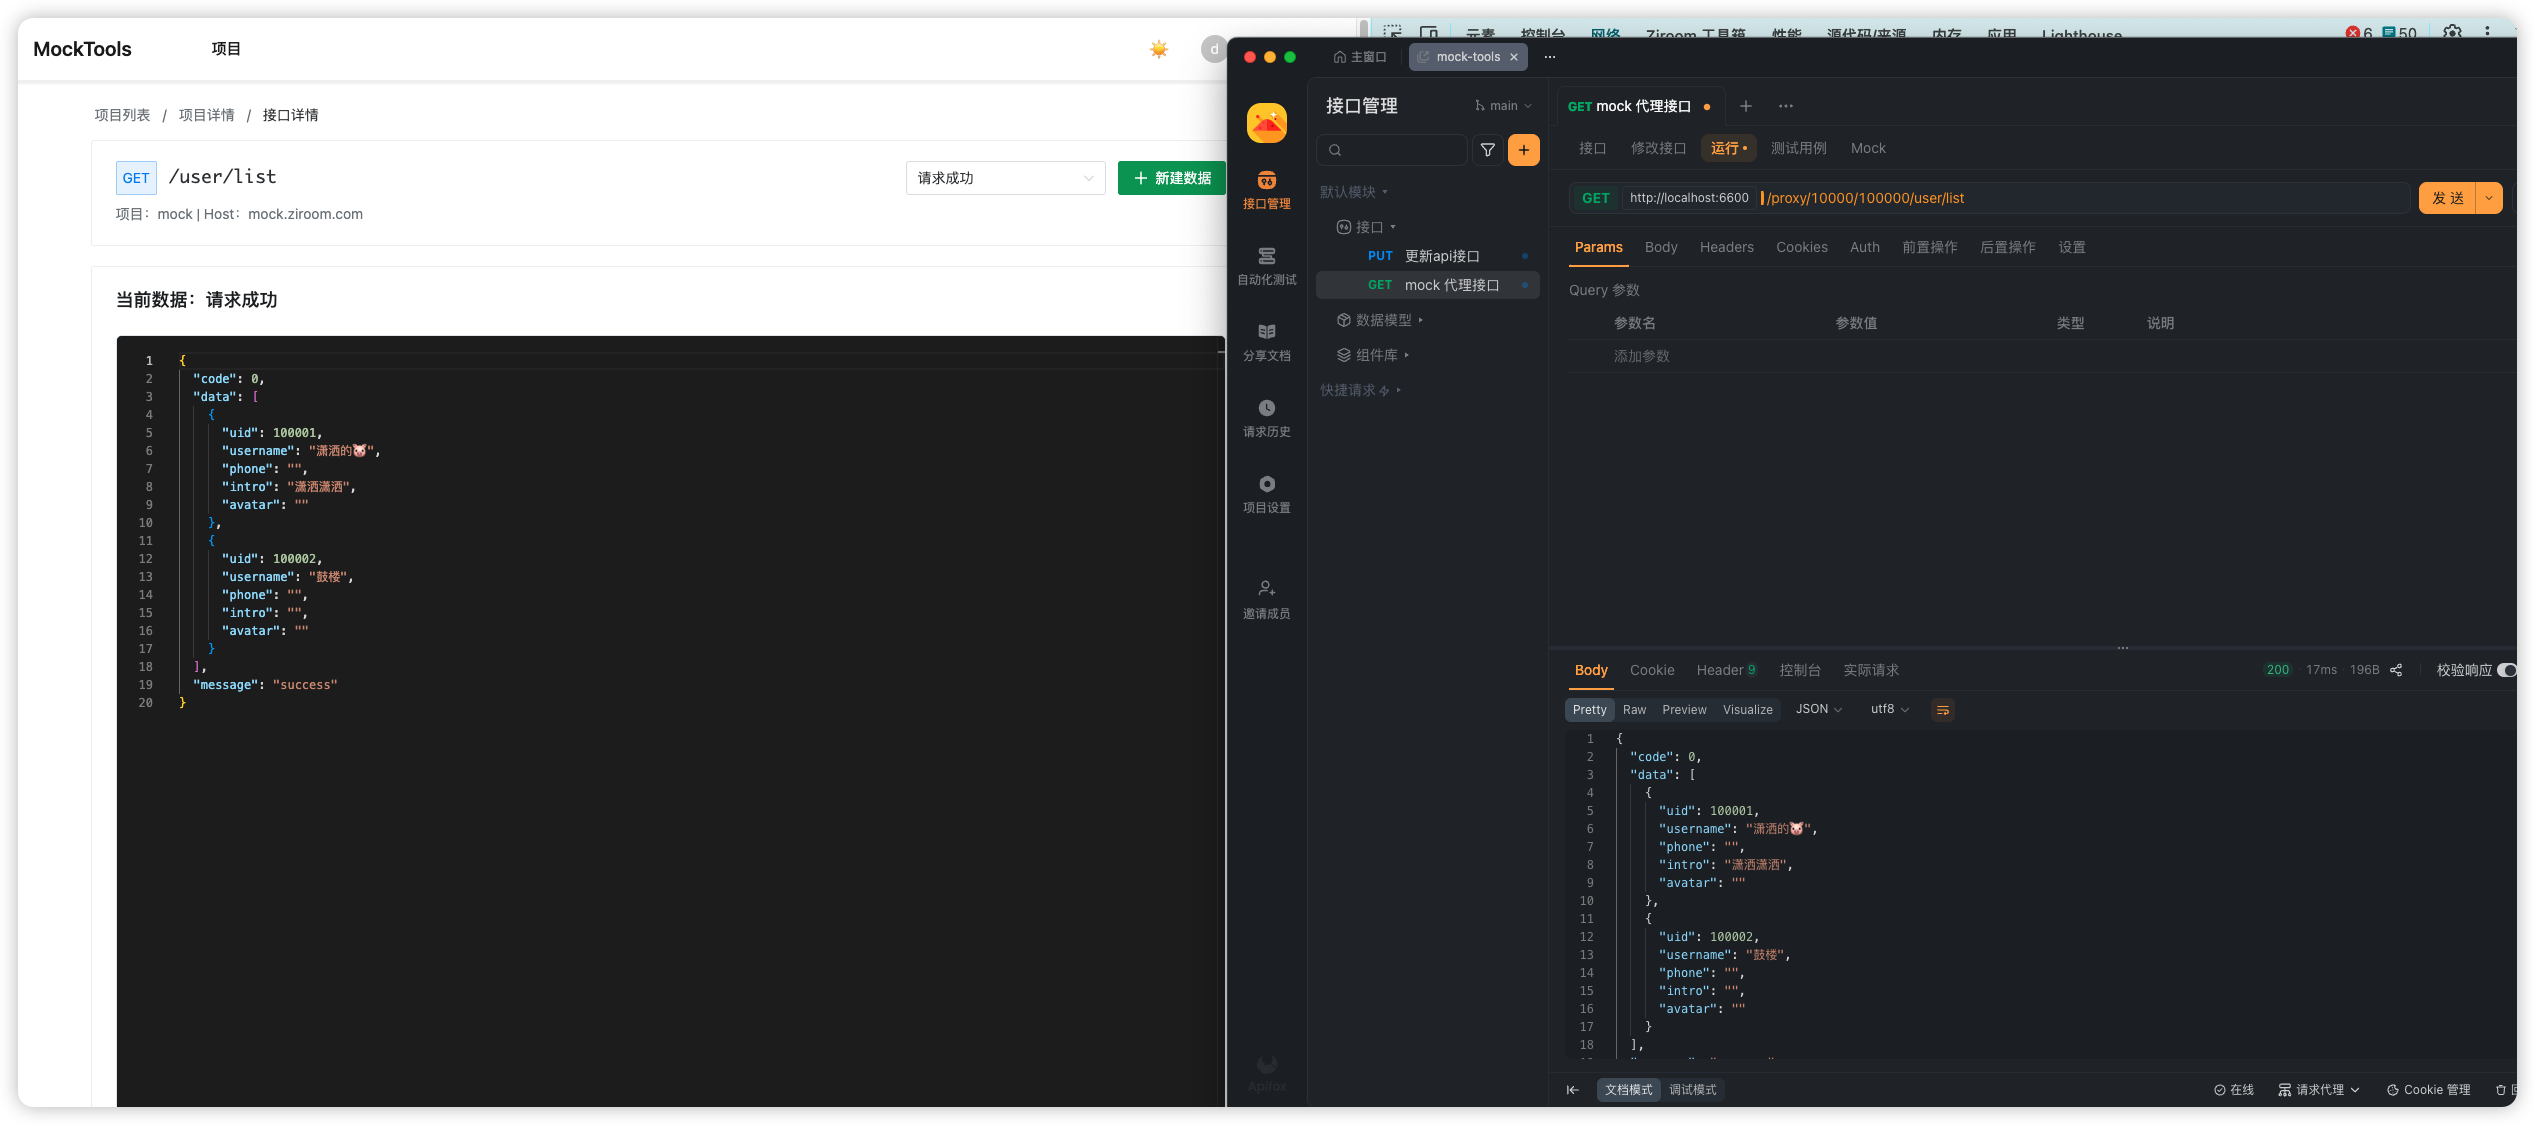 MockTools
项目
d
项目列表 / 项目详情 / 接口详情
GET /user/list
请求成功
新建数据
项目：mock | Host：mock.ziroom.com
当前数据：请求成功
1 {
2 "code": 0,
3 "data": [
4 {
5 "uid": 100001,
6 "username": "潇洒的🐷",
7 "phone": "",
8 "intro": "潇洒潇洒",
9 "avatar": ""
10 },
11 {
12 "uid": 100002,
13 "username": "鼓楼",
14 "phone": "",
15 "intro": "",
16 "avatar": ""
17 }
18 ],
19 "message": "success"
20 }
元素 控制台 网络 Ziroom 工具箱 性能 源代码/来源 内存 应用 Lighthouse 6 50
主窗口 mock-tools
接口管理
自动化测试
分享文档
请求历史
项目设置
邀请成员
Apifox
接口管理 main
默认模块
接口
PUT 更新api接口
GET mock 代理接口
数据模型
组件库
快捷请求
GET mock 代理接口
接口 修改接口 运行 测试用例 Mock
GET http://localhost:6600 /proxy/10000/100000/user/list 发 送
Params Body Headers Cookies Auth 前置操作 后置操作 设置
Query 参数
参数名 参数值 类型 说明
添加参数
Body Cookie Header 9 控制台 实际请求 200 17ms 196B 校验响应
Pretty Raw Preview Visualize JSON utf8
1 {
2 "code": 0,
3 "data": [
4 {
5 "uid": 100001,
6 "username": "潇洒的🐷",
7 "phone": "",
8 "intro": "潇洒潇洒",
9 "avatar": ""
10 },
11 {
12 "uid": 100002,
13 "username": "鼓楼",
14 "phone": "",
15 "intro": "",
16 "avatar": ""
17 }
18 ],
文档模式 调试模式 在线 请求代理 Cookie 管理